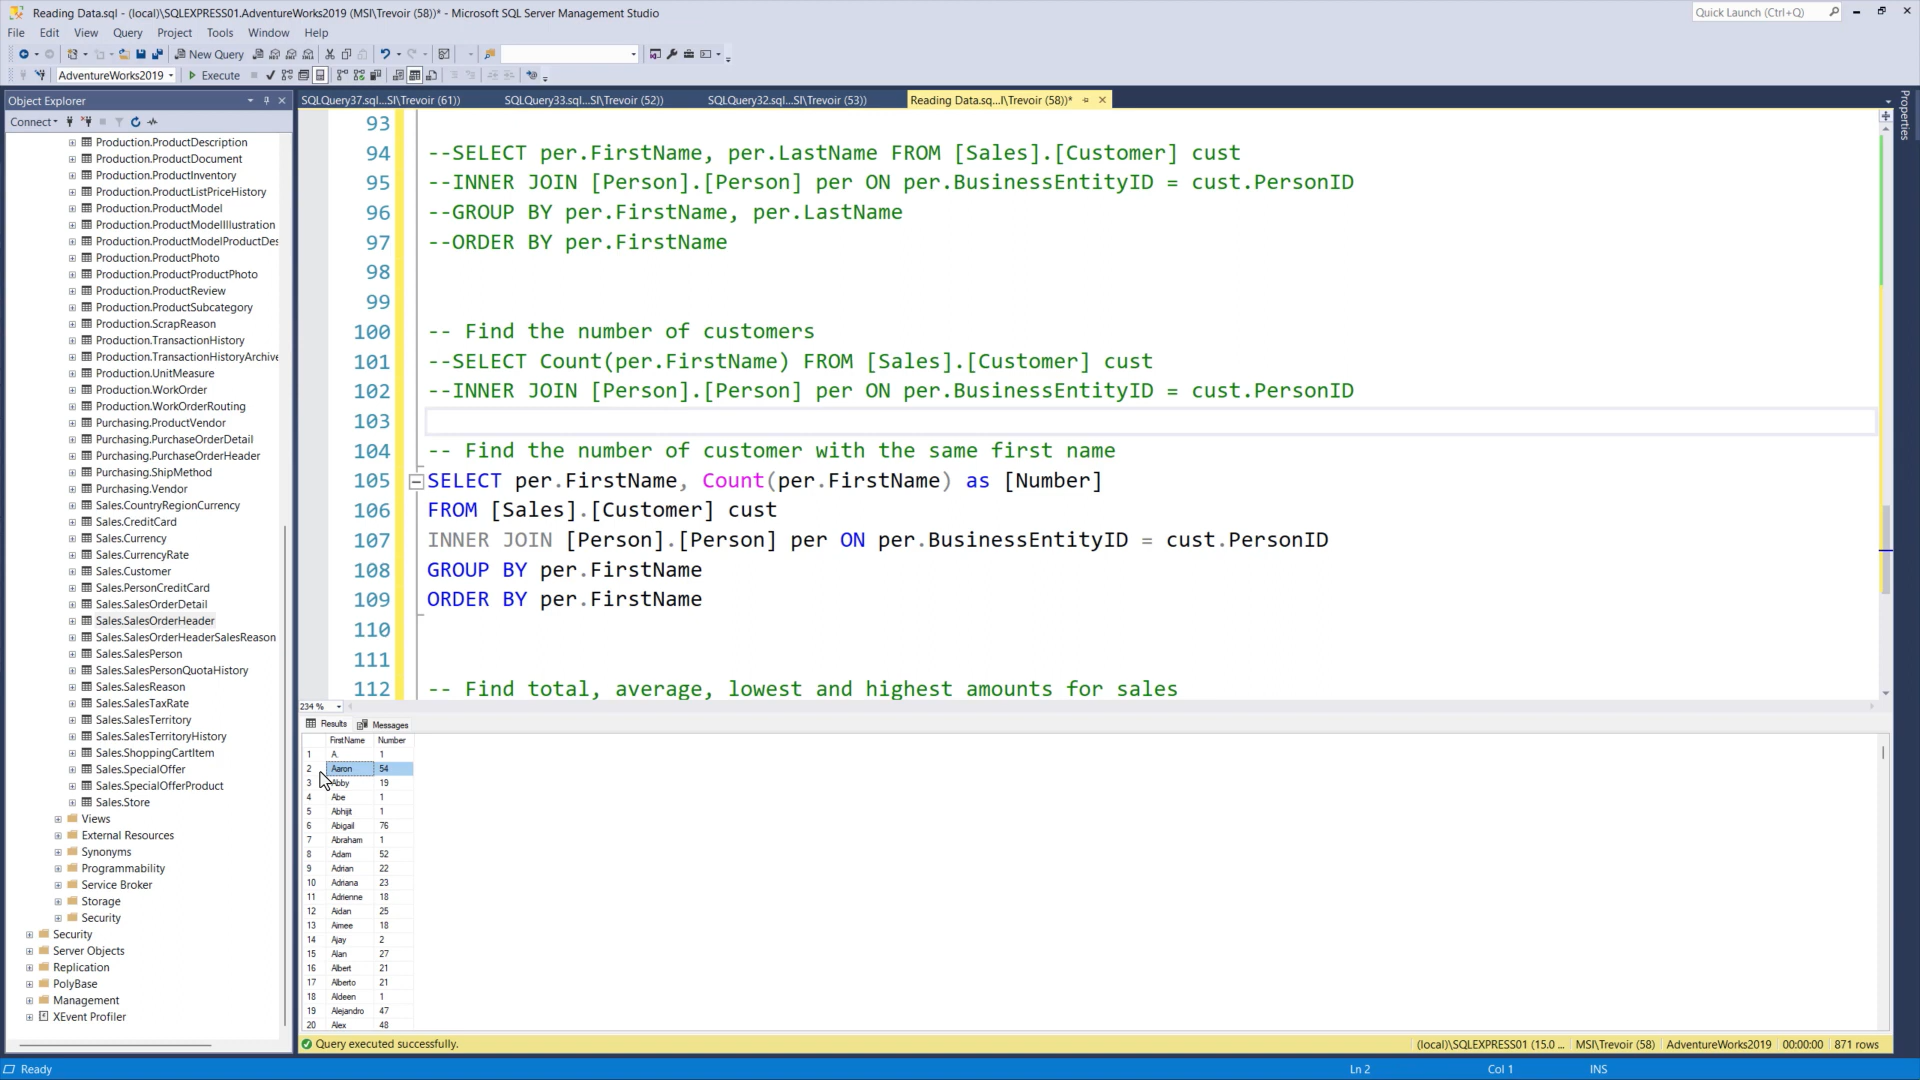 Reading Data.sql - (local)\SQLEXPRESS01.AdventureWorks2019 (MSI\Trevoir (58))* - Microsoft SQL Server Management Studio
Quick Launch (Ctrl+Q)
File Edit View Query Project Tools Window Help
New Query
AdventureWorks2019 Execute
Object Explorer
SQLQuery37.sql...SI\Trevoir (61)) SQLQuery33.sql...SI\Trevoir (52)) SQLQuery32.sql...SI\Trevoir (53)) Reading Data.sq...I\Trevoir (58))*
Properties
Connect
Production.ProductDescription
Production.ProductDocument
Production.ProductInventory
Production.ProductListPriceHistory
Production.ProductModel
Production.ProductModelIllustration
Production.ProductModelProductDes
Production.ProductPhoto
Production.ProductProductPhoto
Production.ProductReview
Production.ProductSubcategory
Production.ScrapReason
Production.TransactionHistory
Production.TransactionHistoryArchive
Production.UnitMeasure
Production.WorkOrder
Production.WorkOrderRouting
Purchasing.ProductVendor
Purchasing.PurchaseOrderDetail
Purchasing.PurchaseOrderHeader
Purchasing.ShipMethod
Purchasing.Vendor
Sales.CountryRegionCurrency
Sales.CreditCard
Sales.Currency
Sales.CurrencyRate
Sales.Customer
Sales.PersonCreditCard
Sales.SalesOrderDetail
Sales.SalesOrderHeader
Sales.SalesOrderHeaderSalesReason
Sales.SalesPerson
Sales.SalesPersonQuotaHistory
Sales.SalesReason
Sales.SalesTaxRate
Sales.SalesTerritory
Sales.SalesTerritoryHistory
Sales.ShoppingCartItem
Sales.SpecialOffer
Sales.SpecialOfferProduct
Sales.Store
Views
External Resources
Synonyms
Programmability
Service Broker
Storage
Security
Security
Server Objects
Replication
PolyBase
Management
XEvent Profiler
93
94 --SELECT per.FirstName, per.LastName FROM [Sales].[Customer] cust
95 --INNER JOIN [Person].[Person] per ON per.BusinessEntityID = cust.PersonID
96 --GROUP BY per.FirstName, per.LastName
97 --ORDER BY per.FirstName
98
99
100 -- Find the number of customers
101 --SELECT Count(per.FirstName) FROM [Sales].[Customer] cust
102 --INNER JOIN [Person].[Person] per ON per.BusinessEntityID = cust.PersonID
103
104 -- Find the number of customer with the same first name
105 SELECT per.FirstName, Count(per.FirstName) as [Number]
106 FROM [Sales].[Customer] cust
107 INNER JOIN [Person].[Person] per ON per.BusinessEntityID = cust.PersonID
108 GROUP BY per.FirstName
109 ORDER BY per.FirstName
110
111
112 -- Find total, average, lowest and highest amounts for sales
234 %
Results Messages
FirstName Number
1 A. 1
2 Aaron 54
3 Abby 19
4 Abe 1
5 Abhijit 1
6 Abigail 76
7 Abraham 1
8 Adam 52
9 Adrian 22
10 Adriana 23
11 Adrienne 18
12 Aidan 25
13 Aimee 18
14 Ajay 2
15 Alan 27
16 Albert 21
17 Alberto 21
18 Aldeen 1
19 Alejandro 47
20 Alex 48
Query executed successfully. (local)\SQLEXPRESS01 (15.0 ... MSI\Trevoir (58) AdventureWorks2019 00:00:00 871 rows
Ready Ln 2 Col 1 INS